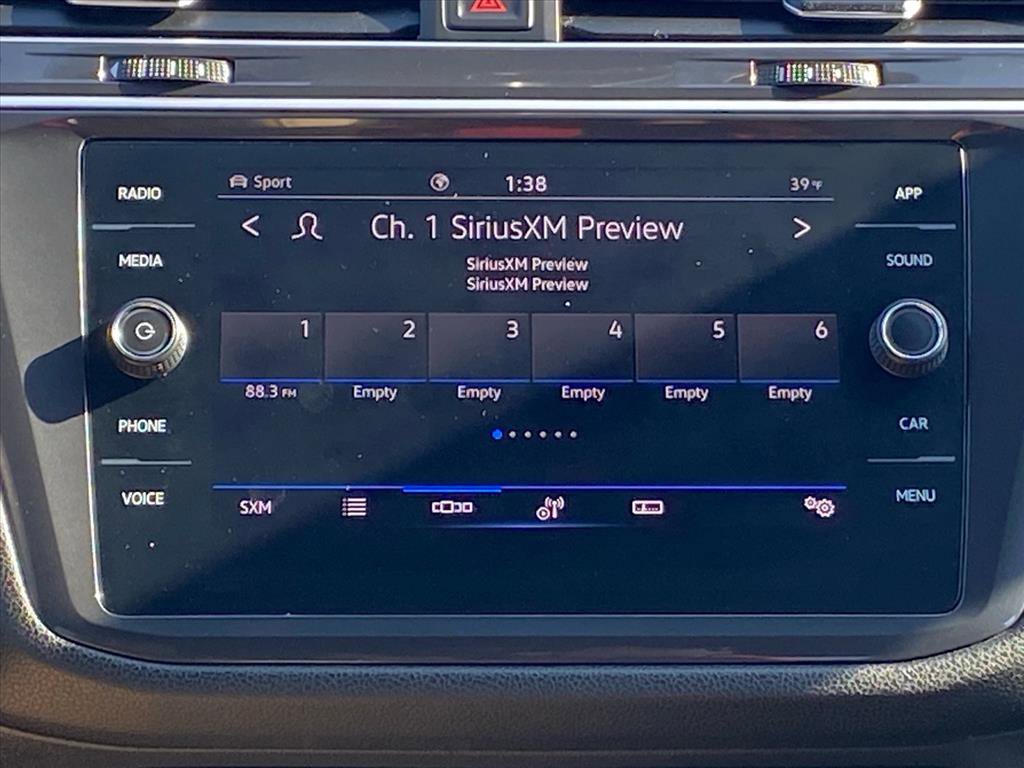 Sport 1:38 39°F
RADIO
APP
Ch. 1 SiriusXM Preview
MEDIA
SiriusXM Preview
SOUND
SiriusXM Preview
1 2 3 4 5 6
88.3 FM Empty Empty Empty Empty Empty
PHONE
CAR
VOICE
MENU
SXM